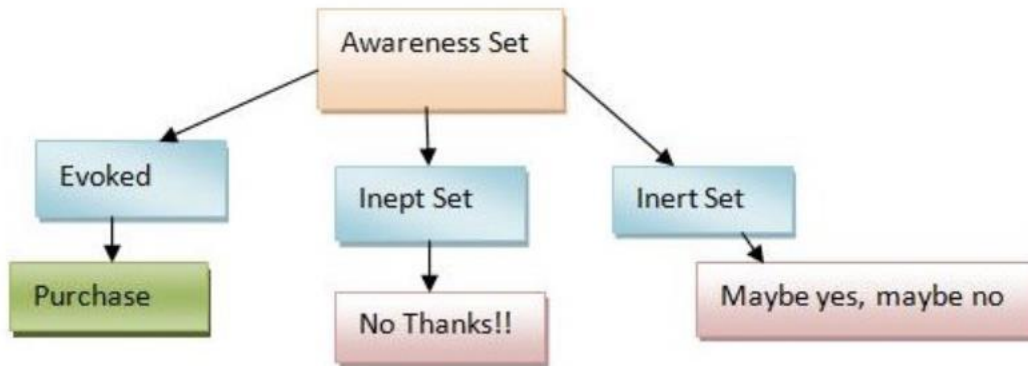 Awareness Set
Evoked
Inept Set
Inert Set
Purchase
No Thanks!!
Maybe yes, maybe no